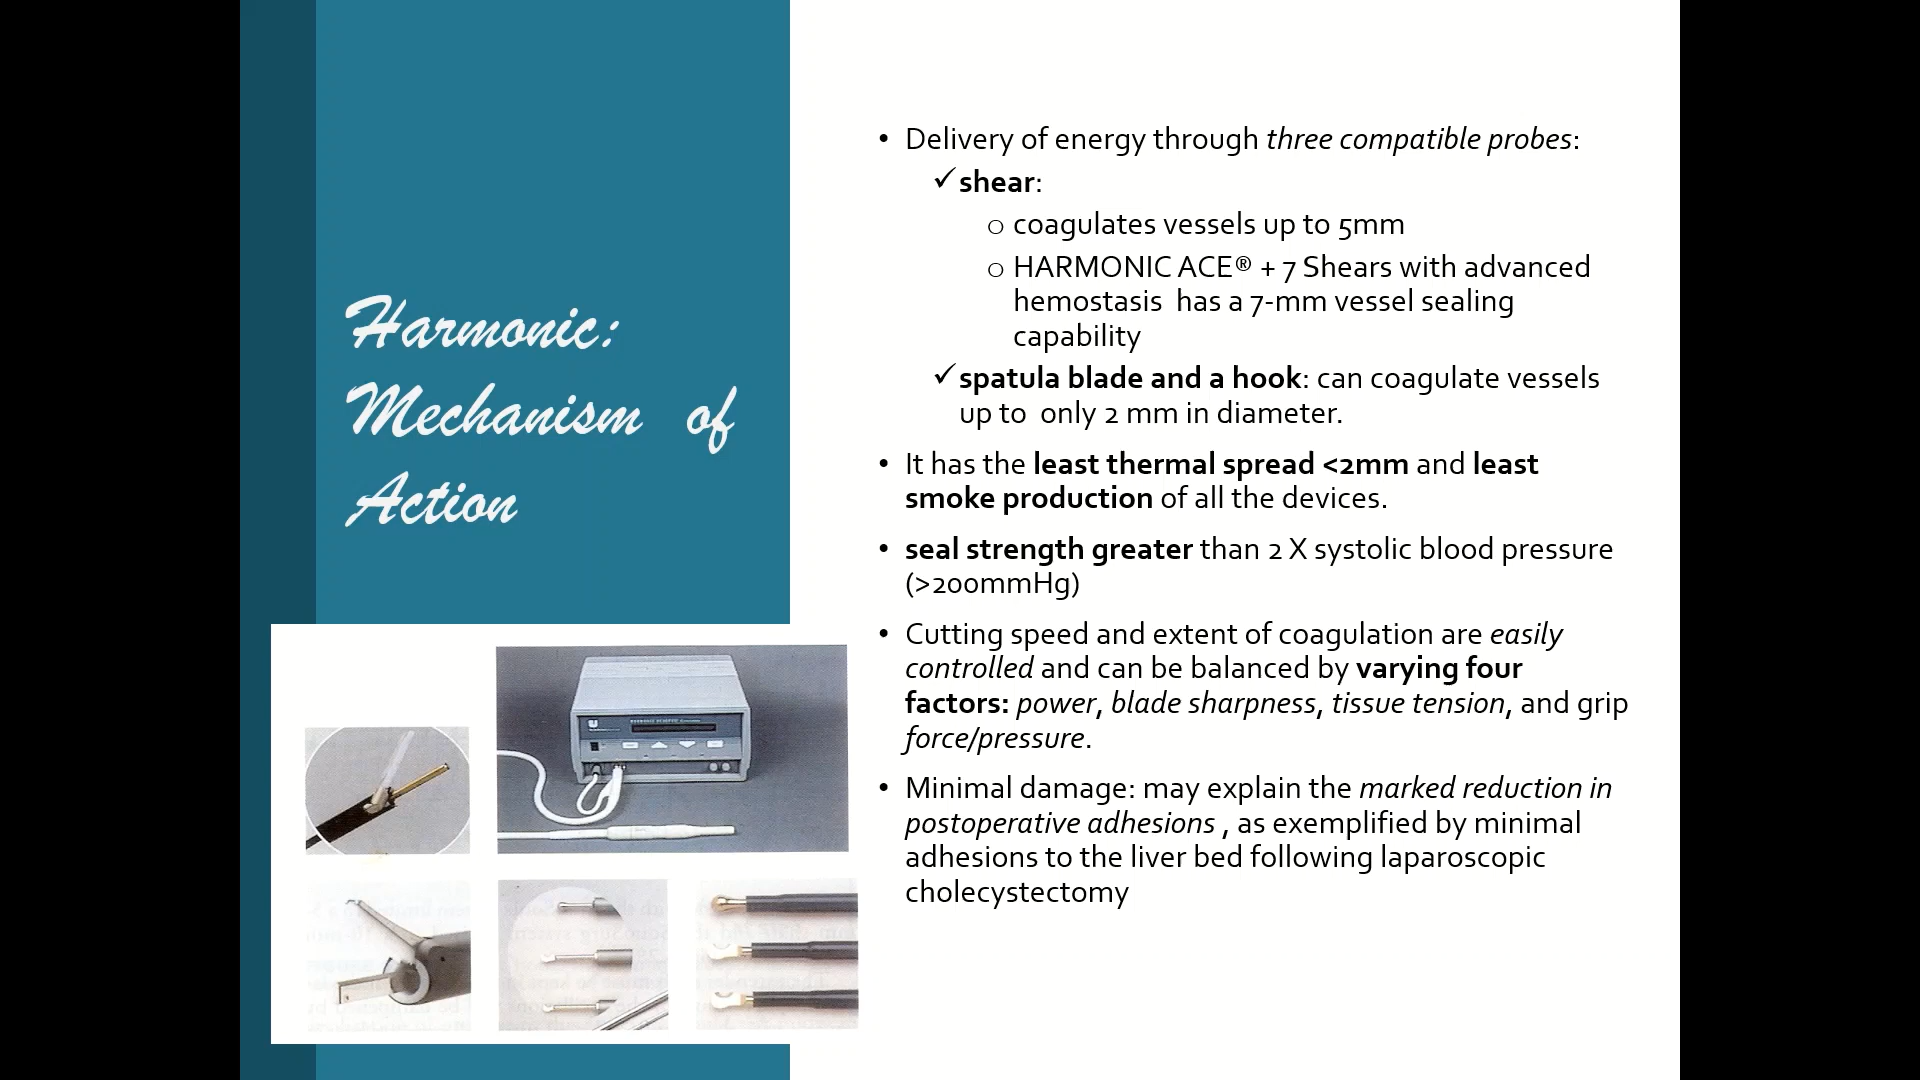 Harmonic:
Mechanism of
Action
• Delivery of energy through three compatible probes:
✓ shear:
o coagulates vessels up to 5mm
o HARMONIC ACE® + 7 Shears with advanced
hemostasis has a 7-mm vessel sealing
capability
✓ spatula blade and a hook: can coagulate vessels
up to only 2 mm in diameter.
• It has the least thermal spread <2mm and least
smoke production of all the devices.
• seal strength greater than 2 X systolic blood pressure
(>200mmHg)
• Cutting speed and extent of coagulation are easily
controlled and can be balanced by varying four
factors: power, blade sharpness, tissue tension, and grip
force/pressure.
• Minimal damage: may explain the marked reduction in
postoperative adhesions , as exemplified by minimal
adhesions to the liver bed following laparoscopic
cholecystectomy